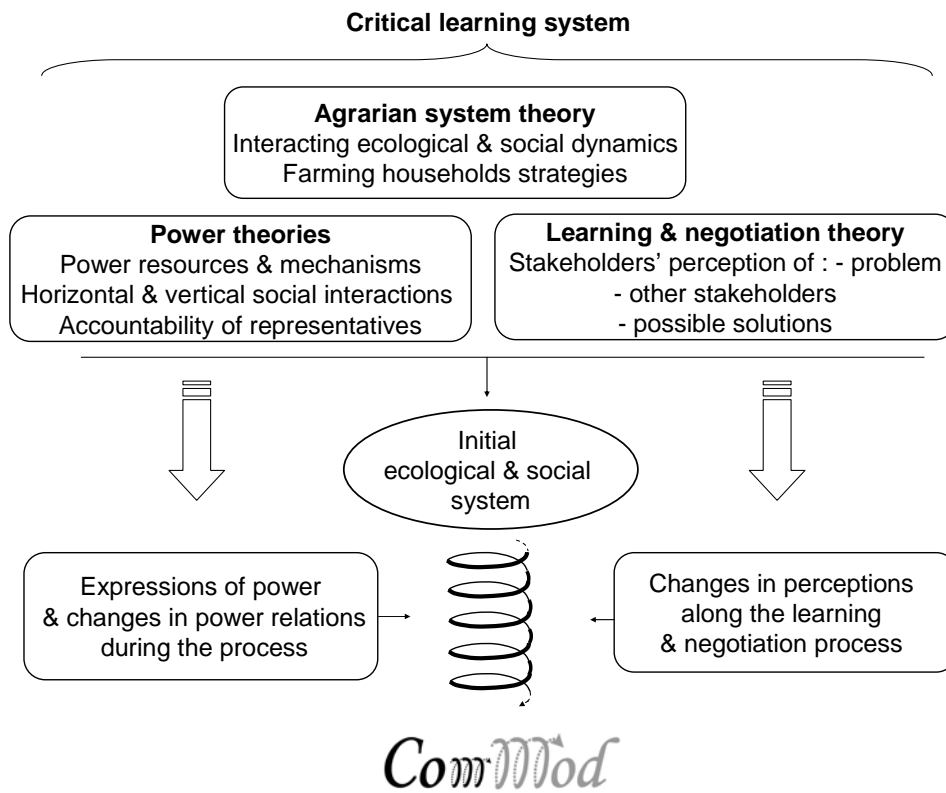 Critical learning system
Agrarian system theory
Interacting ecological & social dynamics
Farming households strategies
Power theories
Power resources & mechanisms
Horizontal & vertical social interactions
Accountability of representatives
Learning & negotiation theory
Stakeholders’ perception of : - problem
- other stakeholders
- possible solutions
Initial
ecological & social
system
Expressions of power
& changes in power relations
during the process
Changes in perceptions
along the learning
& negotiation process
ComMod